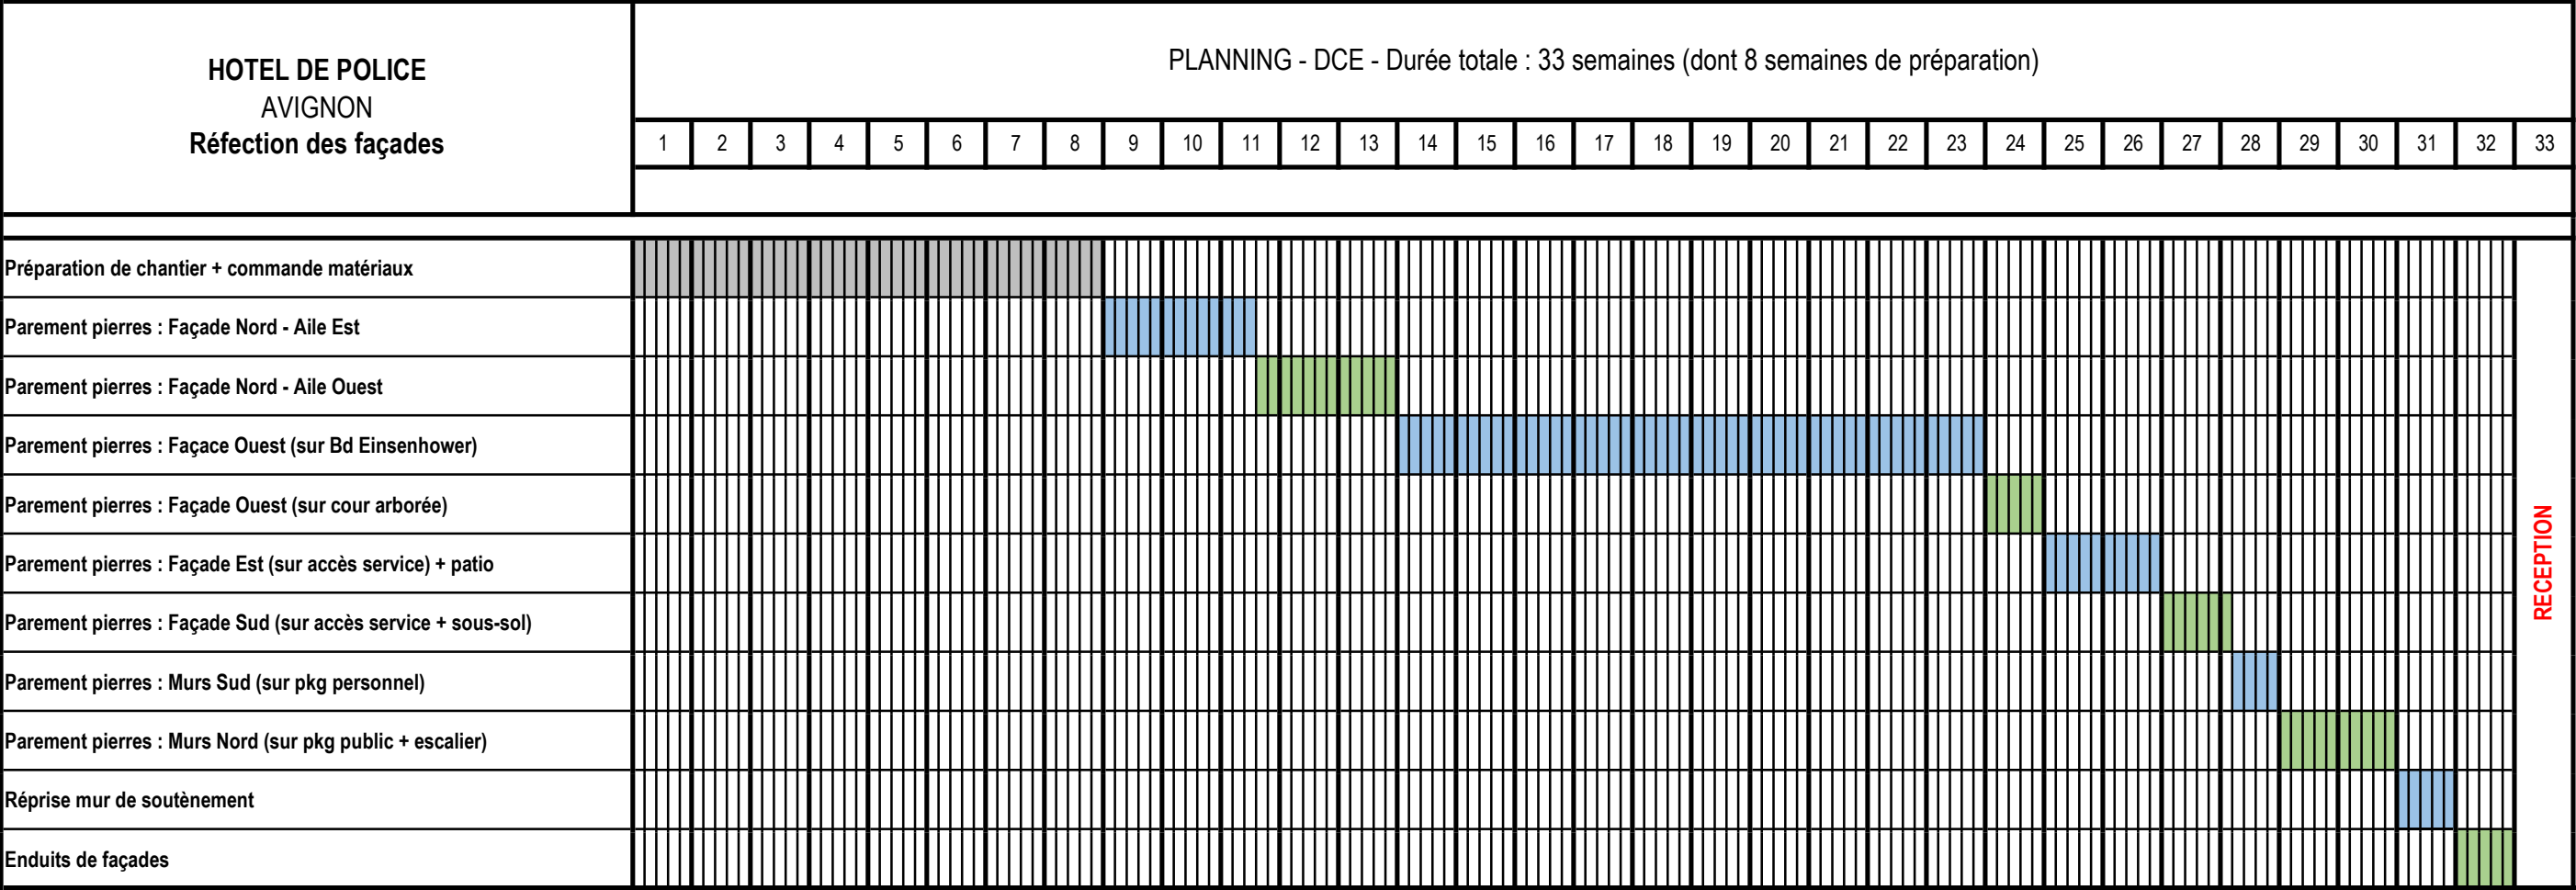 HOTEL DE POLICE
AVIGNON
Réfection des façades
PLANNING - DCE - Durée totale : 33 semaines (dont 8 semaines de préparation)
1 2 3 4 5 6 7 8 9 10 11 12 13 14 15 16 17 18 19 20 21 22 23 24 25 26 27 28 29 30 31 32 33
Préparation de chantier + commande matériaux
Parement pierres : Façade Nord - Aile Est
Parement pierres : Façade Nord - Aile Ouest
Parement pierres : Façace Ouest (sur Bd Einsenhower)
Parement pierres : Façade Ouest (sur cour arborée)
Parement pierres : Façade Est (sur accès service) + patio
Parement pierres : Façade Sud (sur accès service + sous-sol)
Parement pierres : Murs Sud (sur pkg personnel)
Parement pierres : Murs Nord (sur pkg public + escalier)
Réprise mur de soutènement
Enduits de façades
RECEPTION